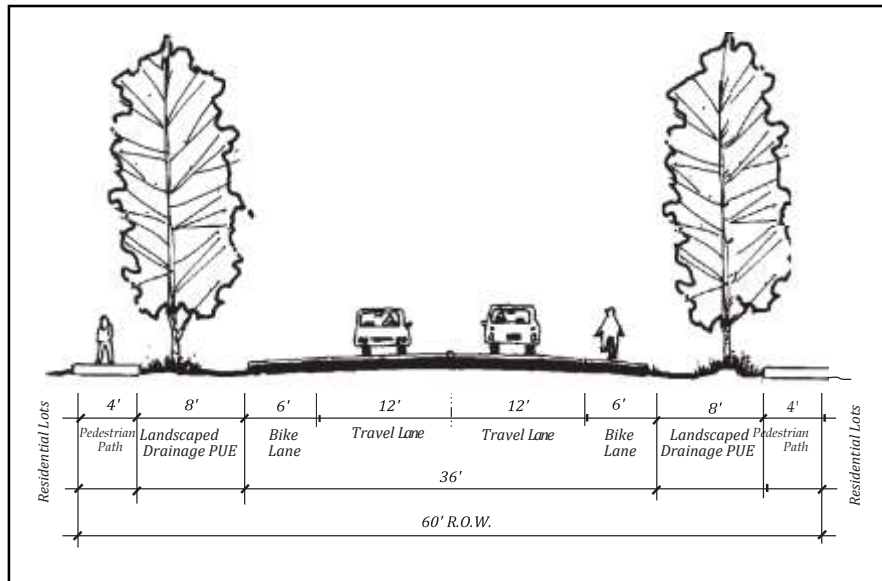 4' 8' 6' 12' 12' 6' 8' 4'
Residential Lots
Pedestrian
Path
Landscaped
Drainage PUE
Bike
Lane
Travel Lane
Travel Lane
Bike
Lane
Landscaped
Drainage PUE
Pedestrian
Path
Residential Lots
36'
60' R.O.W.